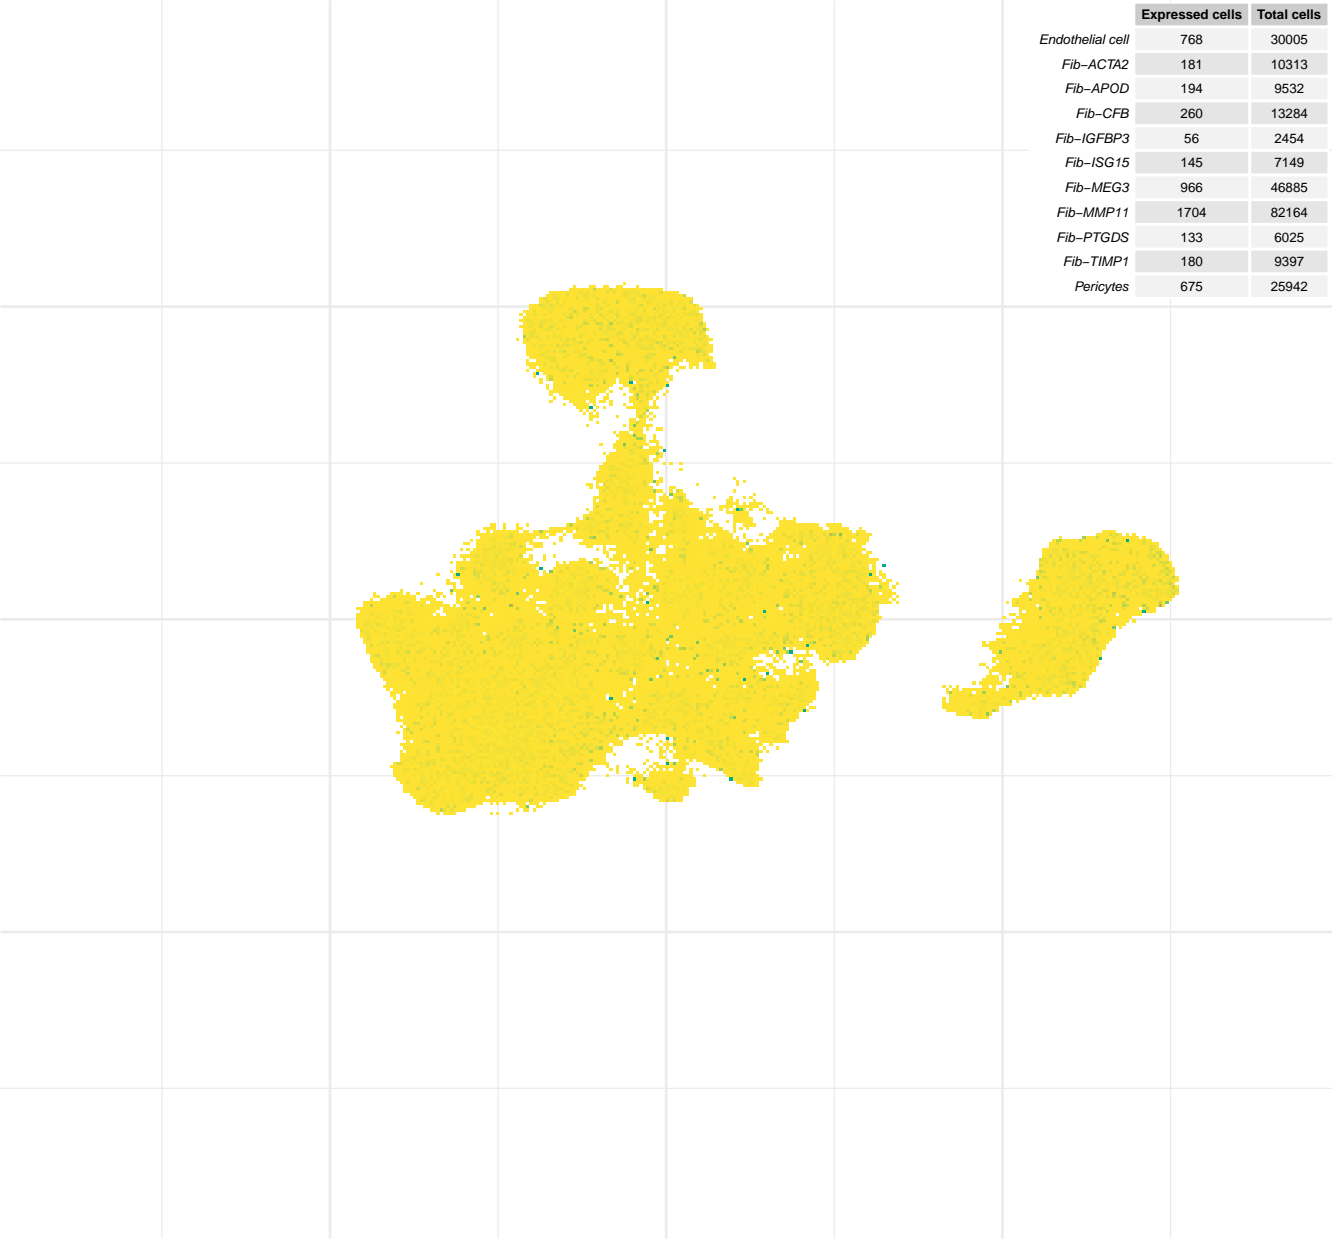 Expressed cells Total cells
Endothelial cell 768 30005
Fib−ACTA2 181 10313
Fib−APOD 194 9532
Fib−CFB 260 13284
Fib−IGFBP3 56 2454
Fib−ISG15 145 7149
Fib−MEG3 966 46885
Fib−MMP11 1704 82164
Fib−PTGDS 133 6025
Fib−TIMP1 180 9397
Pericytes 675 25942